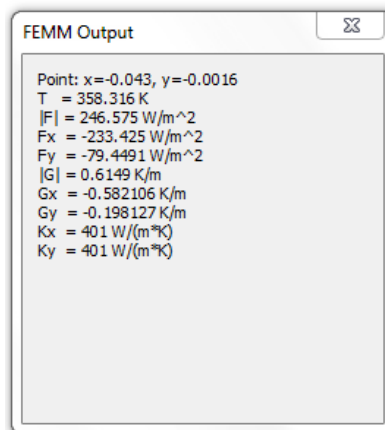 FEMM Output
Point: x=-0.043, y=-0.0016
T = 358.316 K
|F| = 246.575 W/m^2
Fx = -233.425 W/m^2
Fy = -79.4491 W/m^2
|G| = 0.6149 K/m
Gx = -0.582106 K/m
Gy = -0.198127 K/m
Kx = 401 W/(m*K)
Ky = 401 W/(m*K)